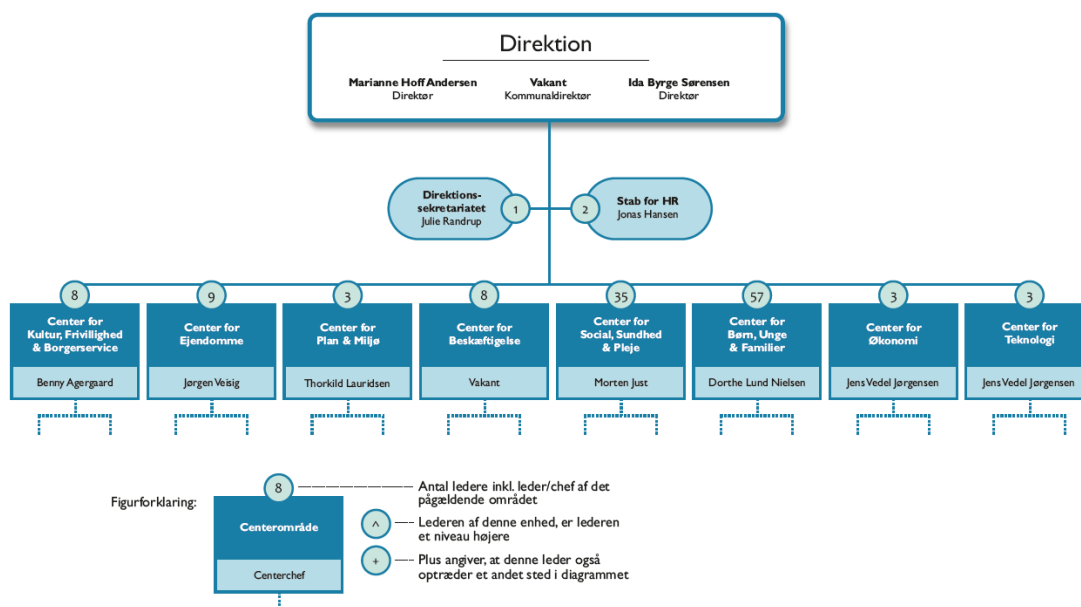 Direktion
Marianne Hoff Andersen
Direktør
Vakant
Kommunaldirektør
Ida Byrge Sørensen
Direktør
Direktions-
sekretariatet
Julie Randrup
1
2
Stab for HR
Jonas Hansen
8
Center for
Kultur, Frivillighed
& Borgerservice
Benny Agergaard
9
Center for
Ejendomme
Jørgen Veisig
3
Center for
Plan & Miljø
Thorkild Lauridsen
8
Center for
Beskæftigelse
Vakant
35
Center for
Social, Sundhed
& Pleje
Morten Just
57
Center for
Børn, Unge
& Familier
Dorthe Lund Nielsen
3
Center for
Økonomi
Jens Vedel Jørgensen
3
Center for
Teknologi
Jens Vedel Jørgensen
Figurforklaring:
8
Centerområde
Centerchef
Antal ledere inkl. leder/chef af det
pågældende området
^
Lederen af denne enhed, er lederen
et niveau højere
+
Plus angiver, at denne leder også
optræder et andet sted i diagrammet